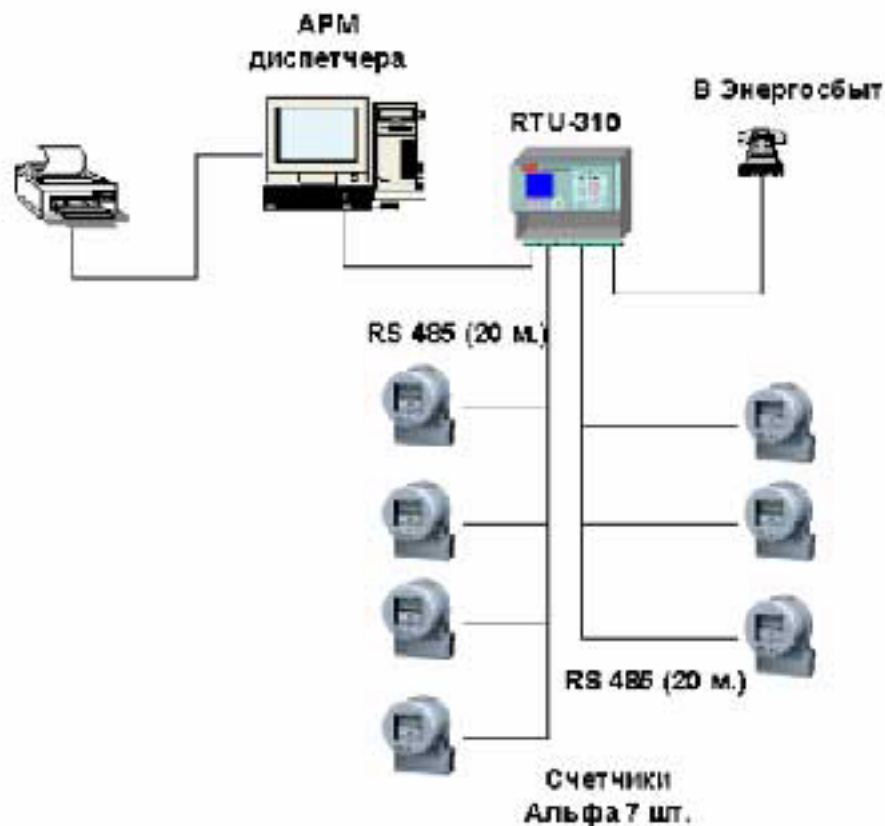 АРМ
диспетчера
В Энергосбыт
RTU-310
RS 485 (20 м.)
RS 485 (20 м.)
Счетчики
Альфа 7 шт.